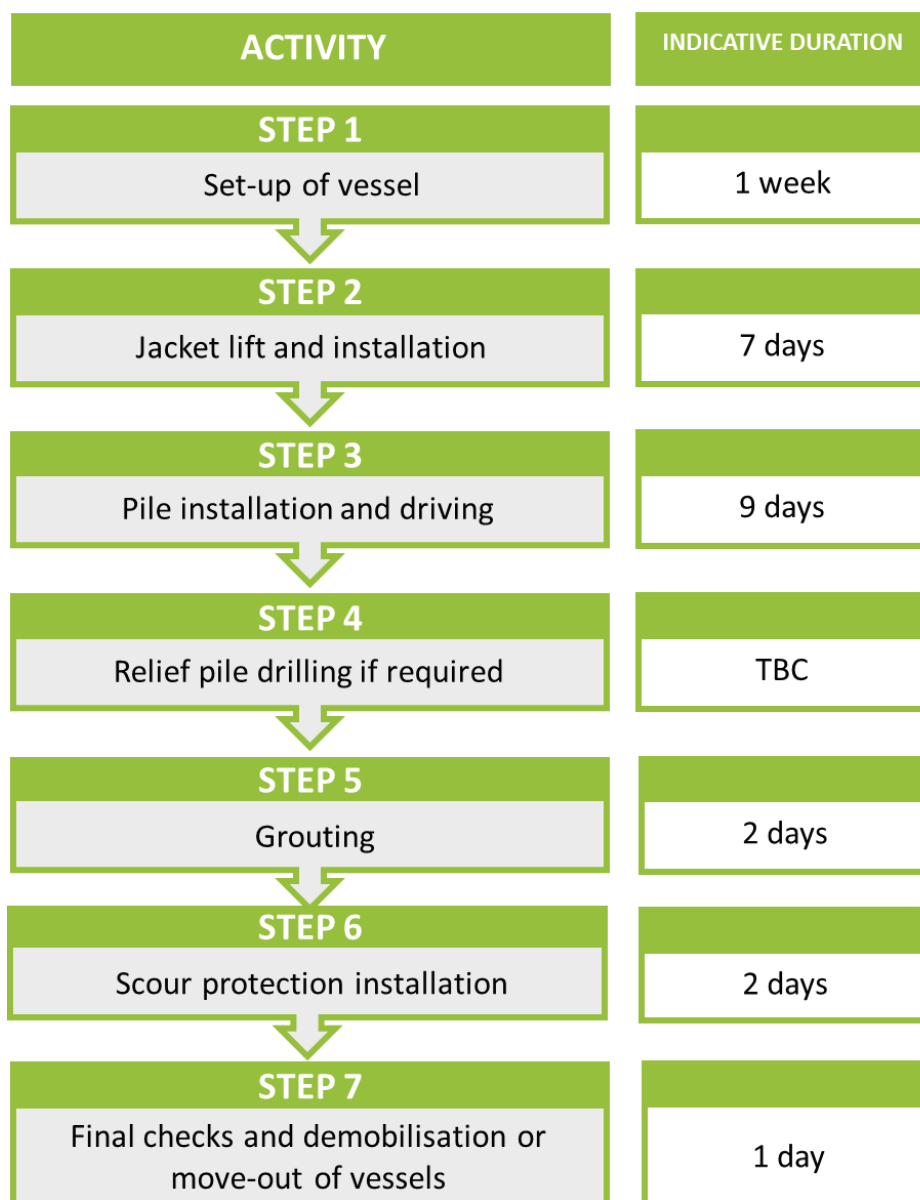 ACTIVITY
INDICATIVE DURATION
STEP 1
Set-up of vessel
1 week
STEP 2
Jacket lift and installation
7 days
STEP 3
Pile installation and driving
9 days
STEP 4
Relief pile drilling if required
TBC
STEP 5
Grouting
2 days
STEP 6
Scour protection installation
2 days
STEP 7
Final checks and demobilisation or
move-out of vessels
1 day